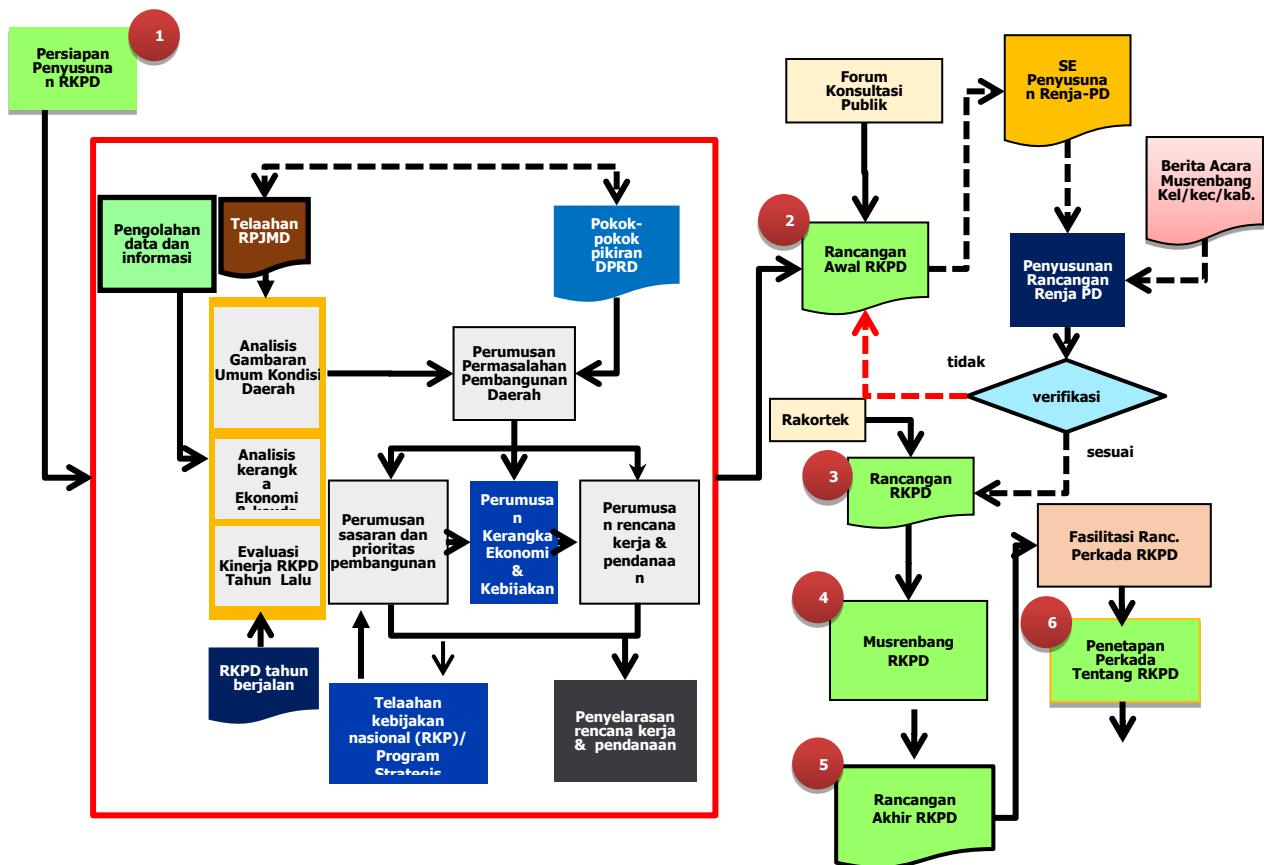 1
Persiapan
Penyusuna
n RKPD
Forum
Konsultasi
Publik
SE
Penyusuna
n Renja-PD
Berita Acara
Musrenbang
Kel/kec/kab.
Pengolahan
data dan
informasi
Telaahan
RPJMD
Pokok-
pokok
pikiran
DPRD
2
Rancangan
Awal RKPD
Penyusunan
Rancangan
Renja PD
Analisis
Gambaran
Umum Kondisi
Daerah
Perumusan
Permasalahan
Pembangunan
Daerah
tidak
verifikasi
sesuai
Rakortek
3
Rancangan
RKPD
Analisis
kerangk
a
Ekonomi
Perumusan
sasaran dan
prioritas
pembangunan
Perumusa
n
Kerangka
Ekonomi
& Kebijakan
Perumusa
n rencana
kerja &
pendanaa
n
Evaluasi
Kinerja RKPD
Tahun Lalu
Fasilitasi Ranc.
Perkada RKPD
4
Musrenbang
RKPD
6
Penetapan
Perkada
Tentang RKPD
RKPD tahun
berjalan
Telaahan
kebijakan
nasional (RKP)/
Program
Strategis
Penyelarasan
rencana kerja
& pendanaan
5
Rancangan
Akhir RKPD